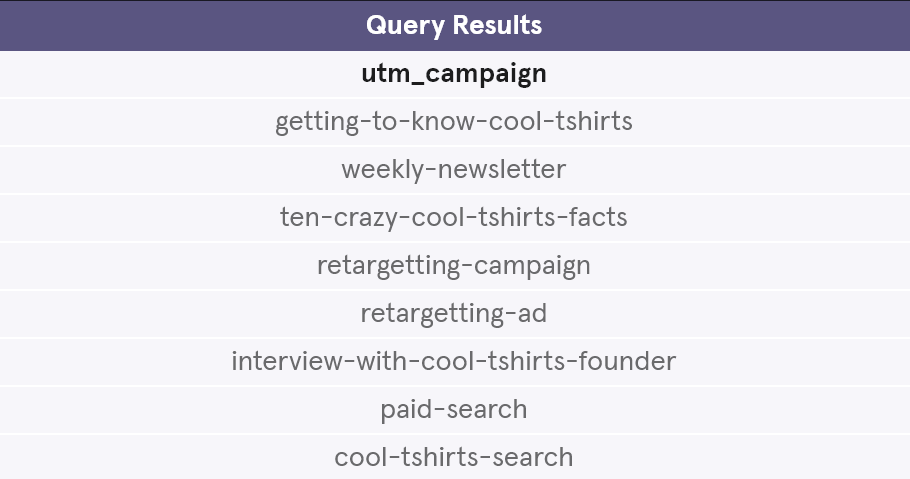 Query Results
utm_campaign
getting-to-know-cool-tshirts
weekly-newsletter
ten-crazy-cool-tshirts-facts
retargetting-campaign
retargetting-ad
interview-with-cool-tshirts-founder
paid-search
cool-tshirts-search